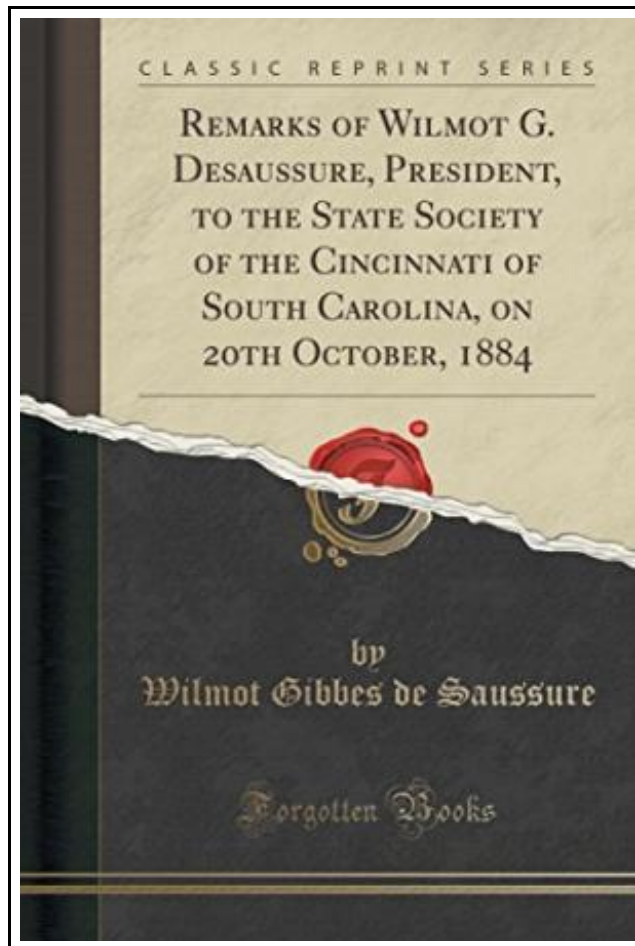 CLASSIC REPRINT SERIES
REMARKS OF WILMOT G.
DESAUSSURE, PRESIDENT,
TO THE STATE SOCIETY
OF THE CINCINNATI OF
SOUTH CAROLINA, ON
20TH OCTOBER, 1884
by
Wilmot Gibbes de Saussure
Forgotten Books